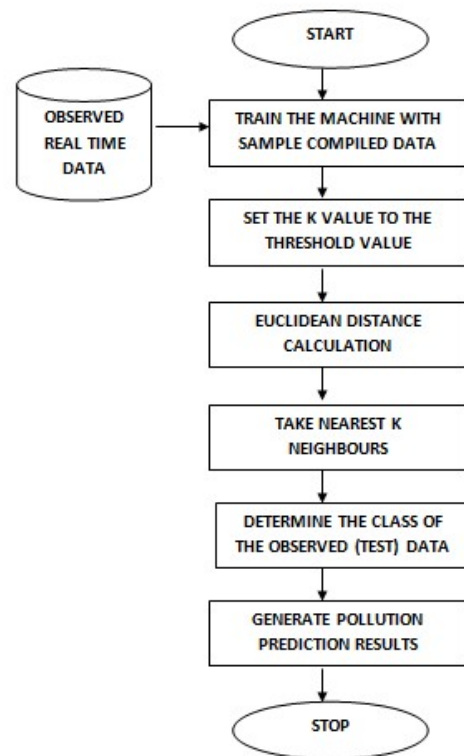 START
OBSERVED
REAL TIME
DATA
TRAIN THE MACHINE WITH
SAMPLE COMPILED DATA
SET THE K VALUE TO THE
THRESHOLD VALUE
EUCLIDEAN DISTANCE
CALCULATION
TAKE NEAREST K
NEIGHBOURS
DETERMINE THE CLASS OF
THE OBSERVED (TEST) DATA
GENERATE POLLUTION
PREDICTION RESULTS
STOP